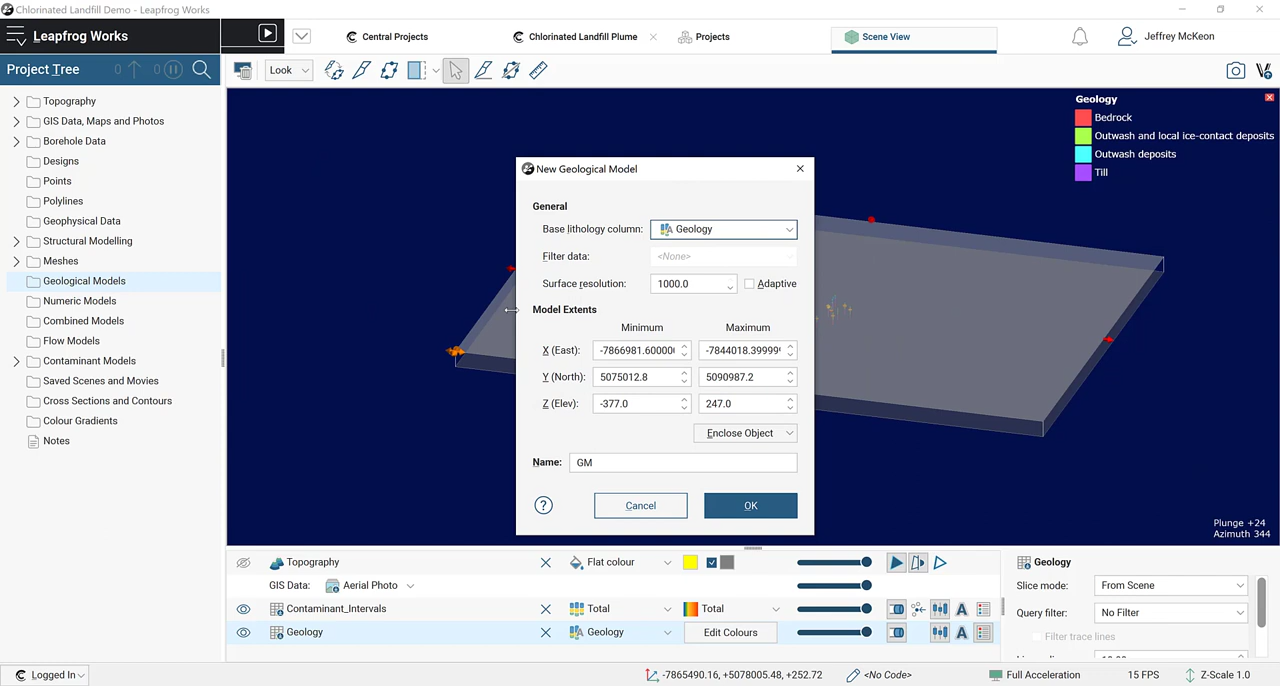 Chlorinated Landfill Demo - Leapfrog Works
Leapfrog Works
Central Projects
Chlorinated Landfill Plume
Projects
Scene View
Jeffrey McKeon
Project Tree
0
0
Look
Topography
GIS Data, Maps and Photos
Borehole Data
Designs
Points
Polylines
Geophysical Data
Structural Modelling
Meshes
Geological Models
Numeric Models
Combined Models
Flow Models
Contaminant Models
Saved Scenes and Movies
Cross Sections and Contours
Colour Gradients
Notes
Geology
Bedrock
Outwash and local ice-contact deposits
Outwash deposits
Till
New Geological Model
General
Base lithology column:
Geology
Filter data:
<None>
Surface resolution:
1000.0
Adaptive
Model Extents
Minimum
Maximum
X (East):
-7866981.60000
-7844018.39999
Y (North):
5075012.8
5090987.2
Z (Elev):
-377.0
247.0
Enclose Object
Name:
GM
?
Cancel
OK
Plunge +24
Azimuth 344
Topography
Flat colour
GIS Data:
Aerial Photo
Contaminant_Intervals
Total
Total
A
Geology
Geology
Edit Colours
A
Geology
Slice mode:
From Scene
Query filter:
No Filter
Filter trace lines
Logged In
-7865490.16, +5078005.48, +252.72
<No Code>
Full Acceleration
15 FPS
Z-Scale 1.0